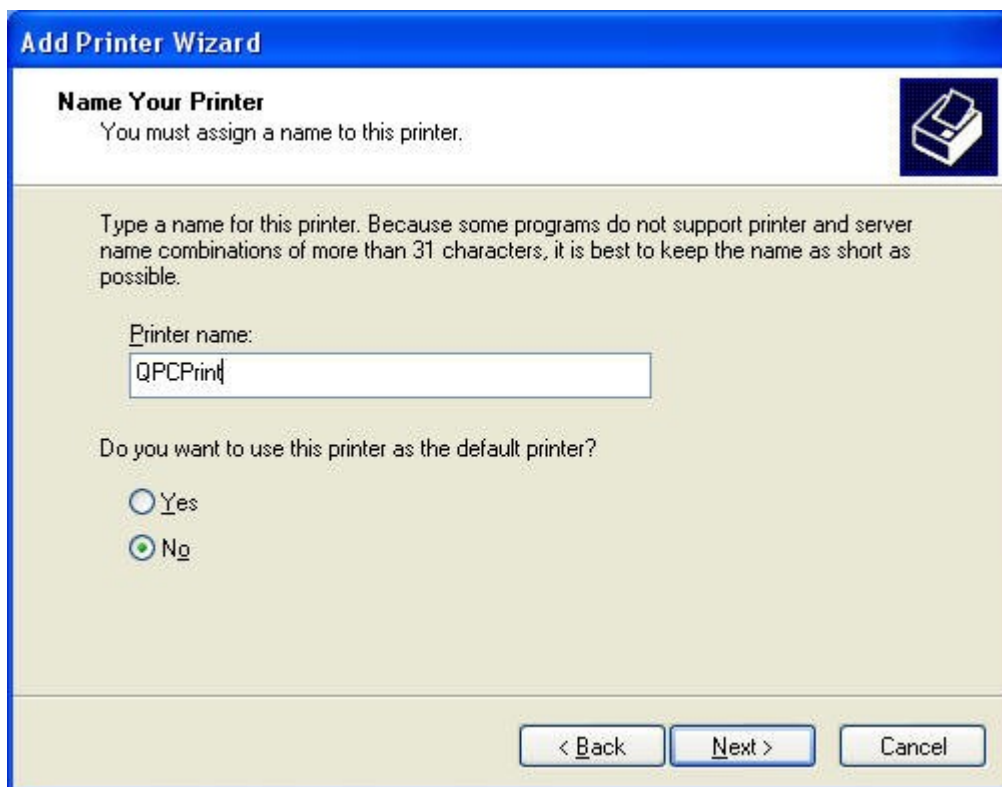 Add Printer Wizard
Name Your Printer
You must assign a name to this printer.
Type a name for this printer. Because some programs do not support printer and server
name combinations of more than 31 characters, it is best to keep the name as short as
possible.
Printer name:
QPCPrint
Do you want to use this printer as the default printer?
Yes
No
< Back Next > Cancel